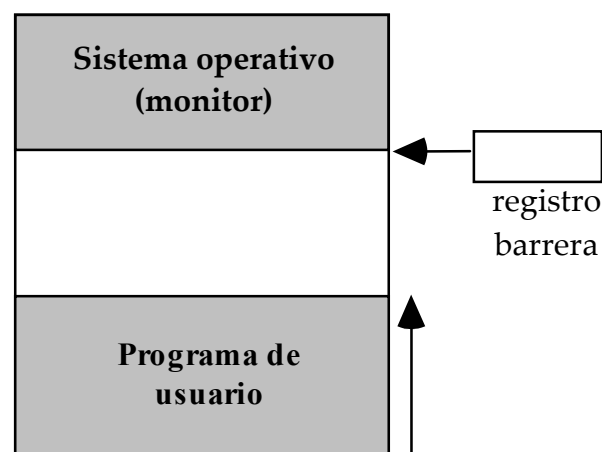 Sistema operativo
(monitor)
registro
barrera
Programa de
usuario